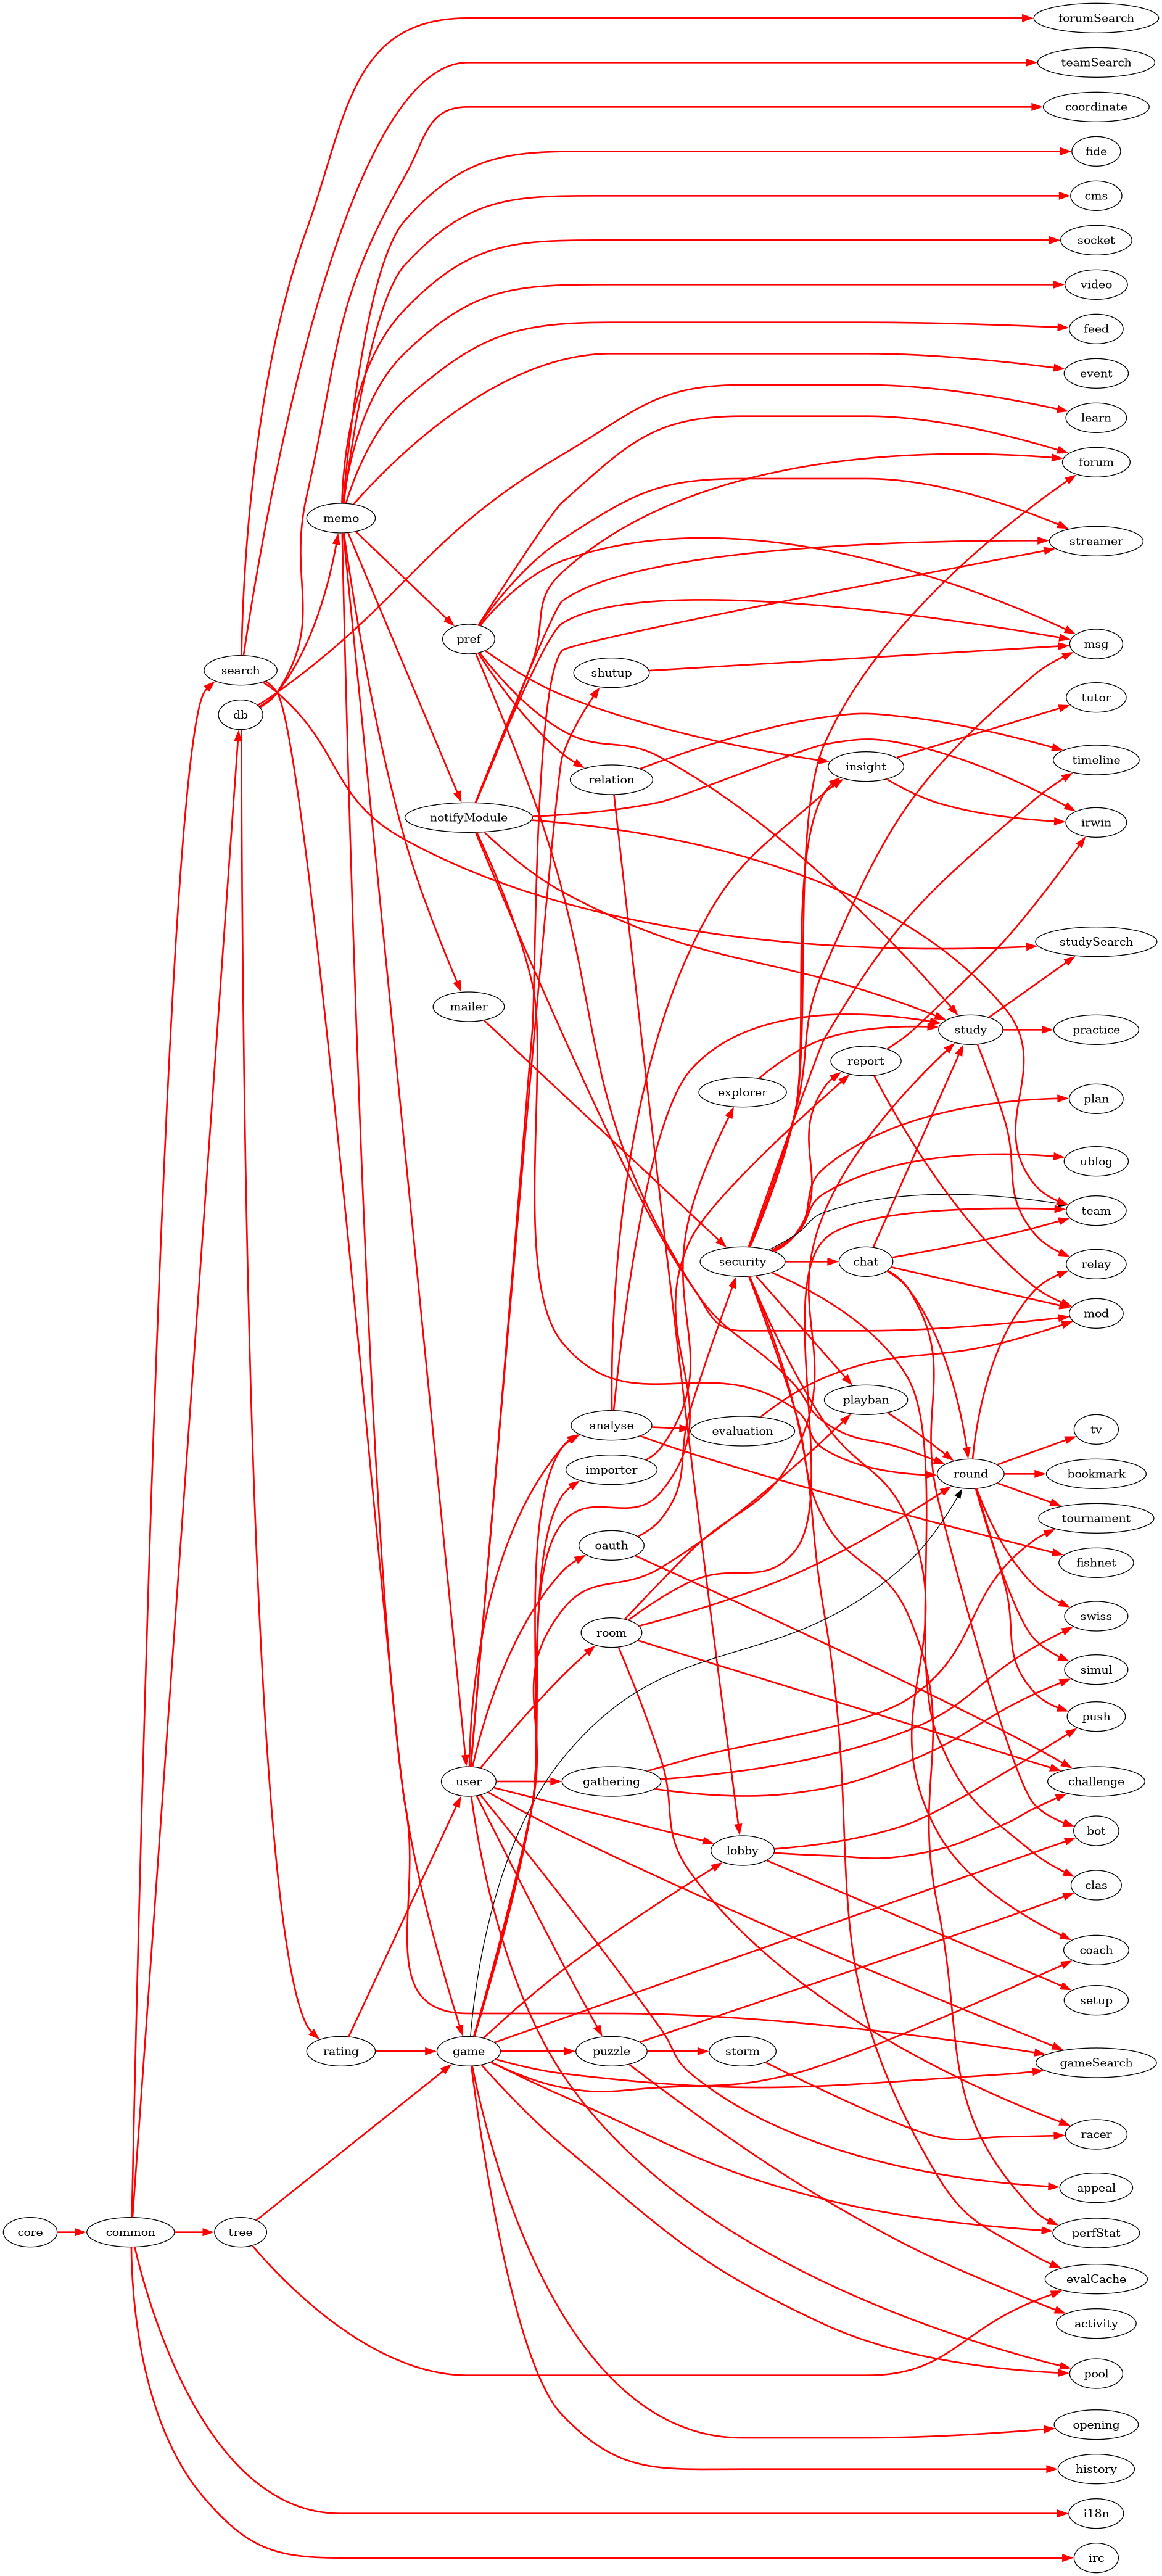 forumSearch
teamSearch
coordinate
fide
cms
socket
video
feed
event
learn
forum
memo
streamer
pref
msg
search
shutup
tutor
db
timeline
insight
relation
notifyModule
irwin
studySearch
mailer
study
practice
report
explorer
plan
ublog
team
security
chat
relay
mod
playban
analyse
tv
evaluation
importer
round
bookmark
tournament
oauth
fishnet
swiss
room
simul
push
user
gathering
challenge
bot
lobby
clas
coach
setup
rating
game
puzzle
storm
gameSearch
racer
appeal
core
common
tree
perfStat
evalCache
activity
pool
opening
history
i18n
irc